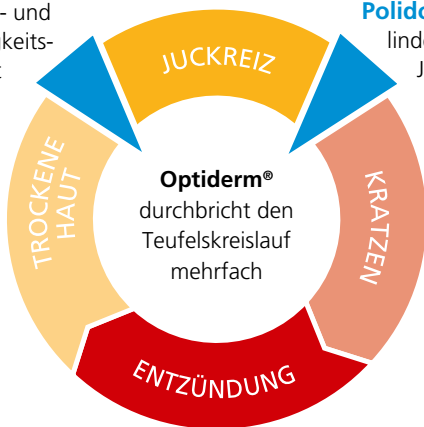 - und
keits-
Polido
linde
J
JUCKREIZ
TROCKENE
HAUT
KRATZEN
Optiderm®
durchbricht den
Teufelskreislauf
mehrfach
ENTZÜNDUNG